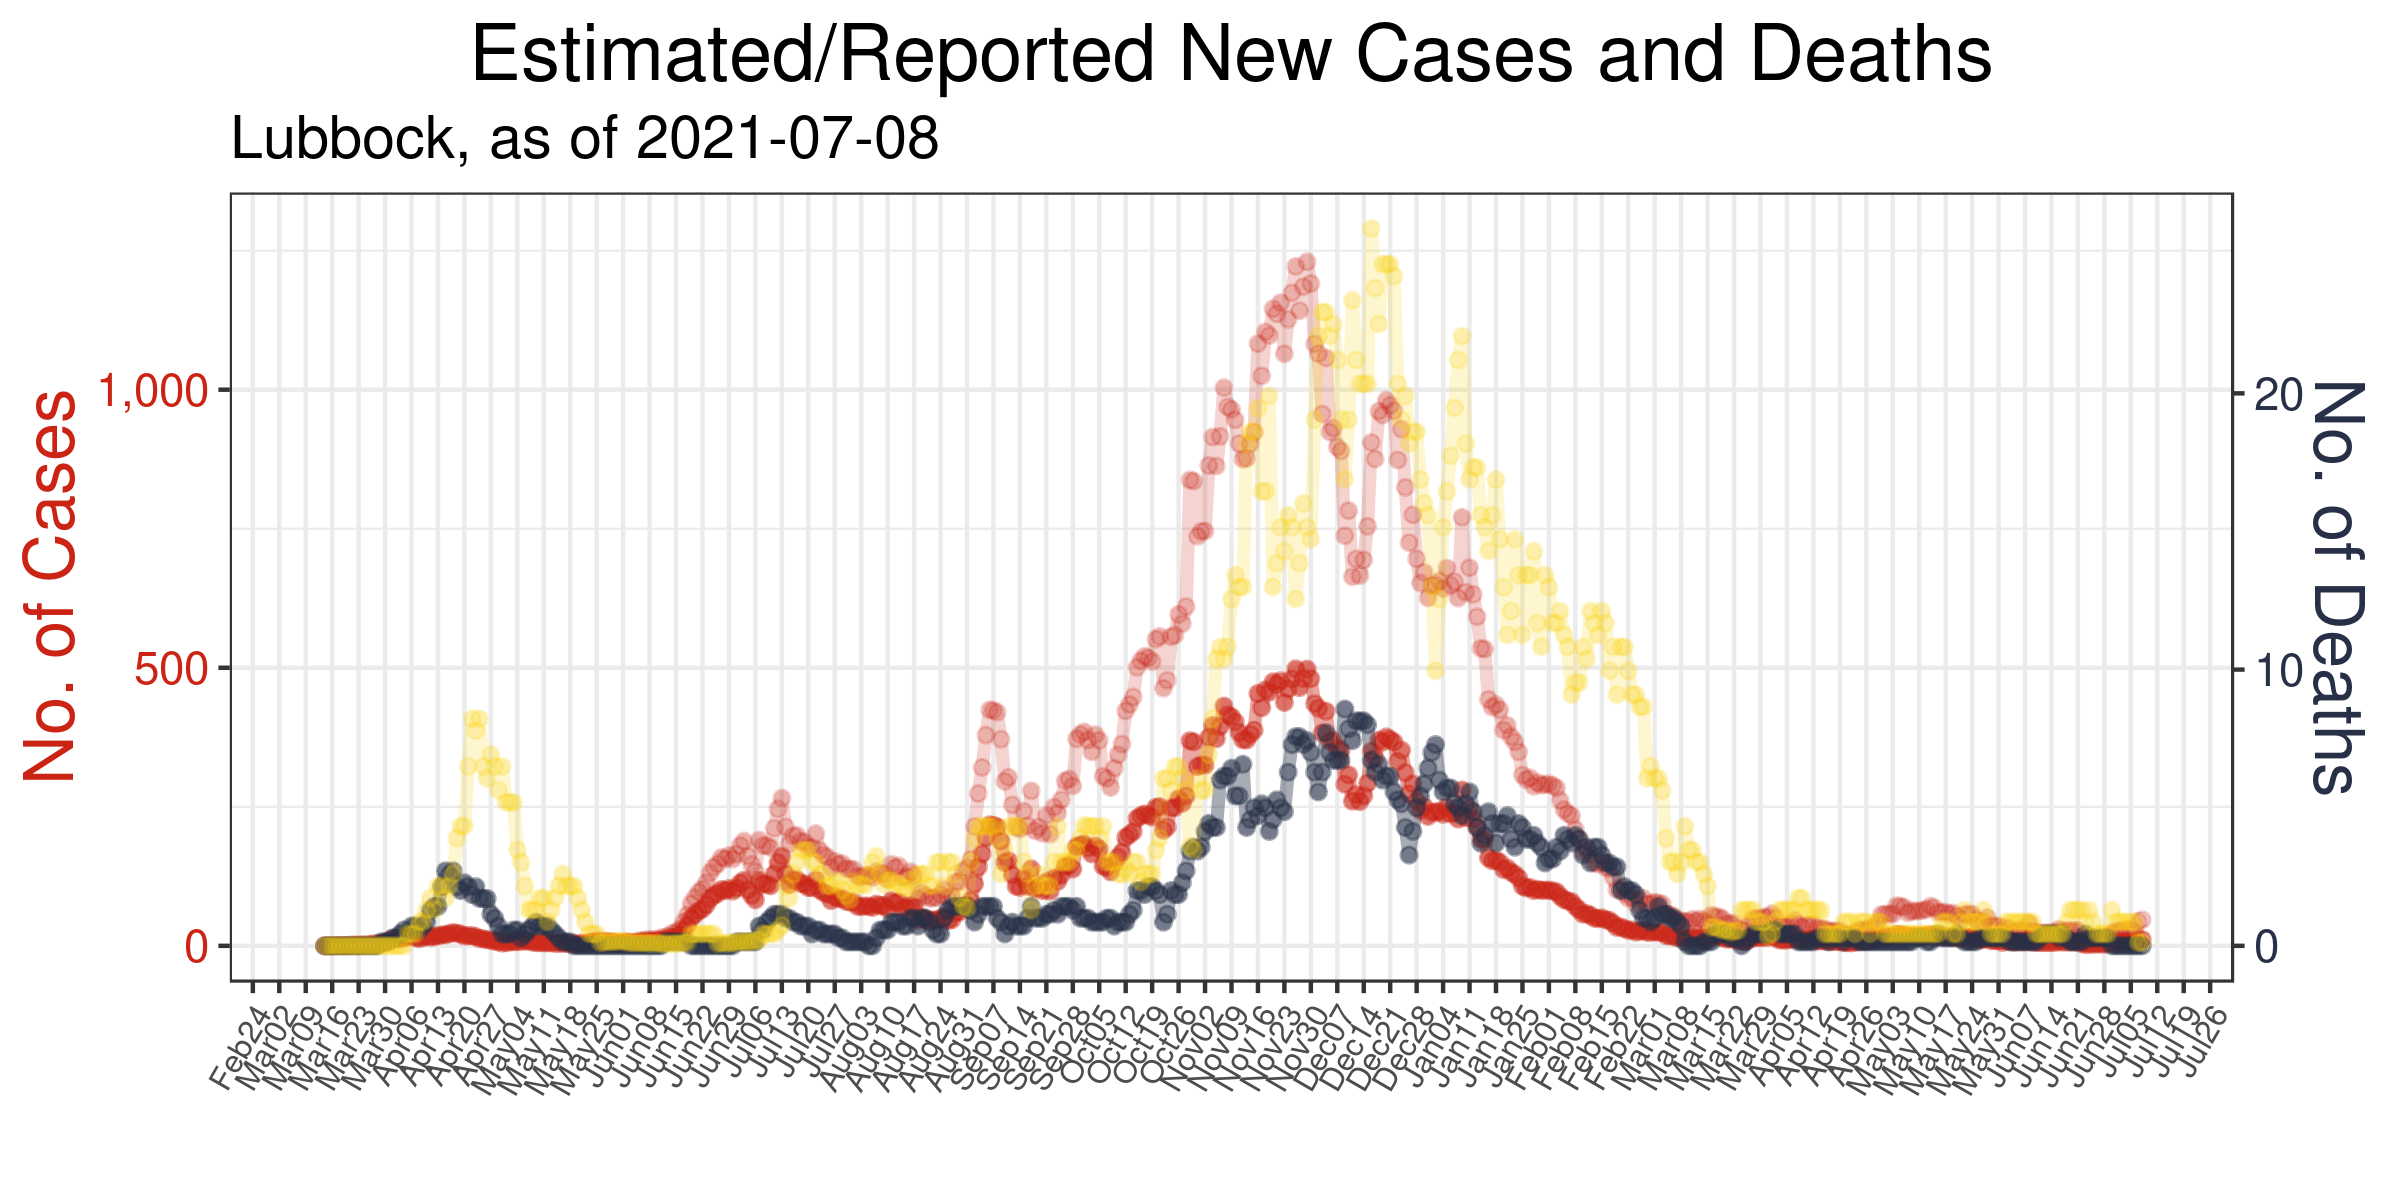 Estimated/Reported New Cases and Deaths
Lubbock, as of 2021-07-08
No. of Cases
1,000
500
0
20
10
0
No. of Deaths
Feb24
Mar02
Mar09
Mar16
Mar23
Mar30
Apr06
Apr13
Apr20
Apr27
May04
May11
May18
May25
Jun01
Jun08
Jun15
Jun22
Jun29
Jul06
Jul13
Jul20
Jul27
Aug03
Aug10
Aug17
Aug24
Aug31
Sep07
Sep14
Sep21
Sep28
Oct05
Oct12
Oct19
Oct26
Nov02
Nov09
Nov16
Nov23
Nov30
Dec07
Dec14
Dec21
Dec28
Jan04
Jan11
Jan18
Jan25
Feb01
Feb08
Feb15
Feb22
Mar01
Mar08
Mar15
Mar22
Mar29
Apr05
Apr12
Apr19
Apr26
May03
May10
May17
May24
May31
Jun07
Jun14
Jun21
Jun28
Jul05
Jul12
Jul19
Jul26